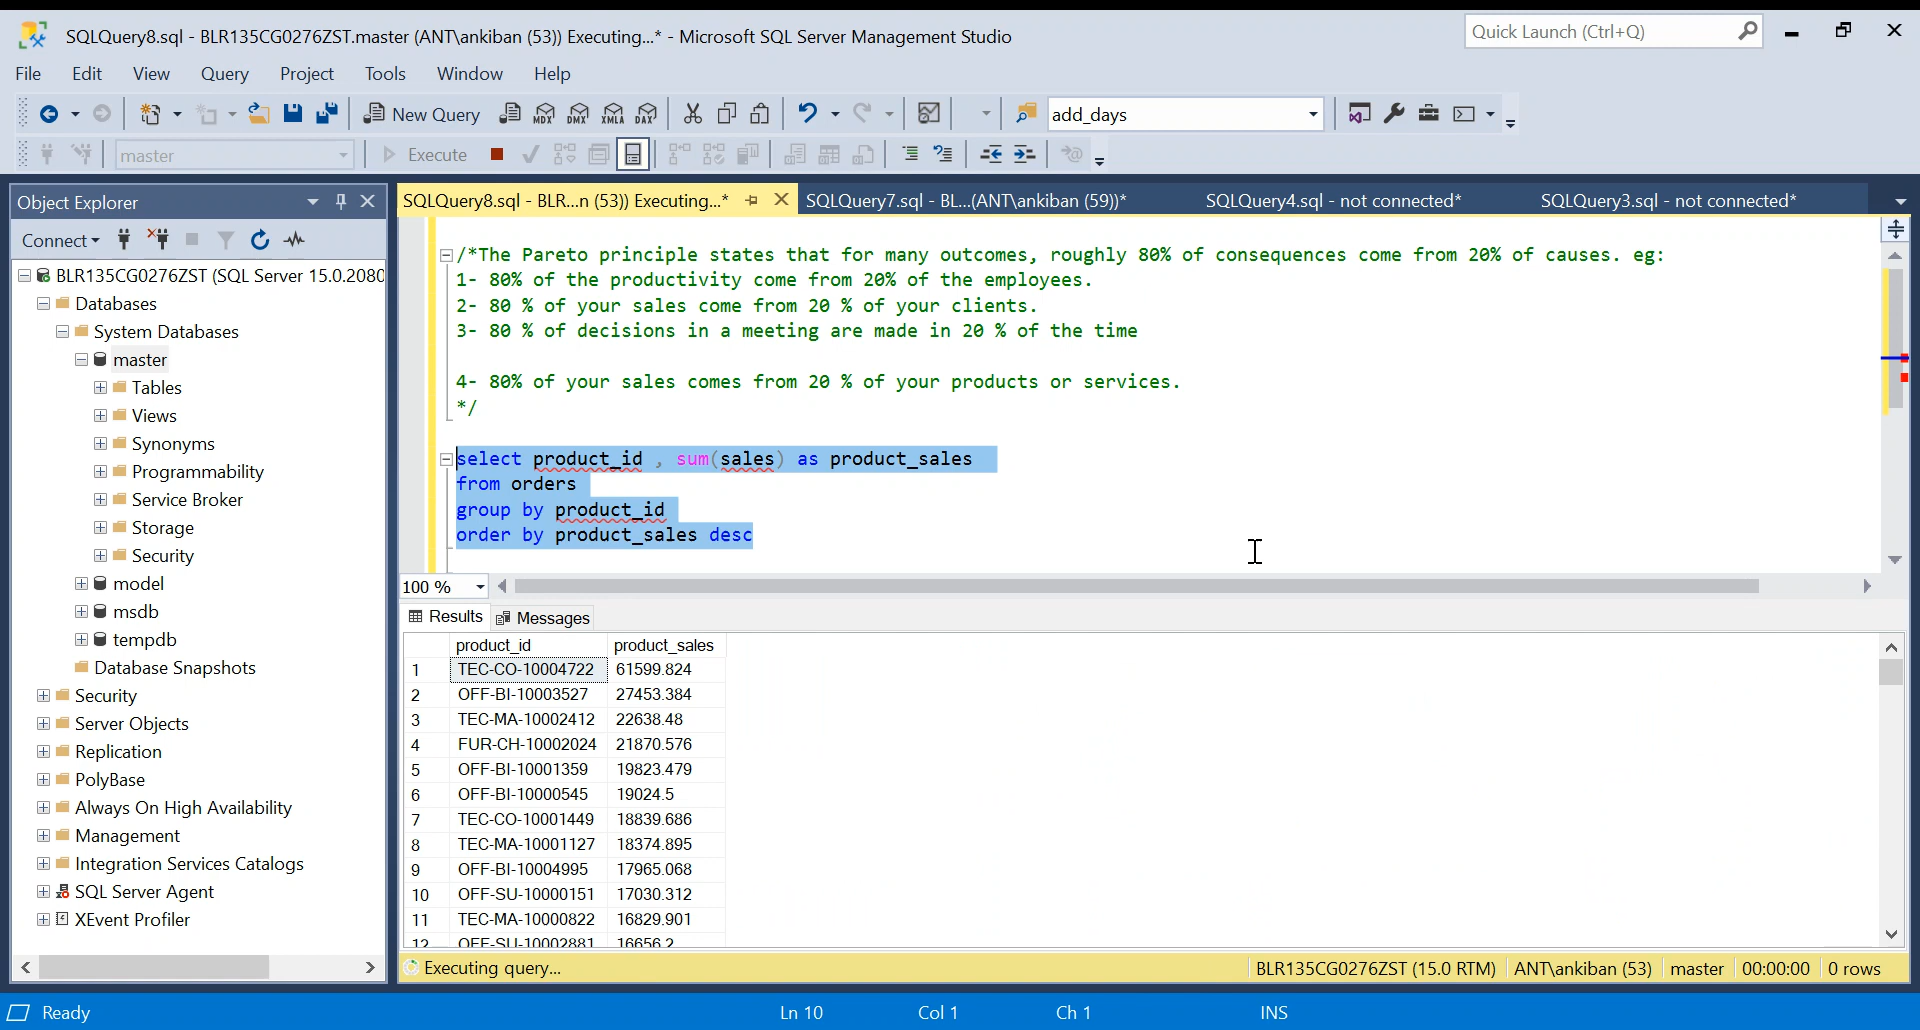 SQLQuery8.sql - BLR135CG0276ZST.master (ANT\ankiban (53)) Executing...* - Microsoft SQL Server Management Studio
Quick Launch (Ctrl+Q)
File Edit View Query Project Tools Window Help
New Query MDX DMX XMLA DAX add_days
master Execute
Object Explorer
SQLQuery8.sql - BLR...n (53)) Executing...* SQLQuery7.sql - BL...(ANT\ankiban (59))* SQLQuery4.sql - not connected* SQLQuery3.sql - not connected*
Connect
BLR135CG0276ZST (SQL Server 15.0.2080
Databases
System Databases
master
Tables
Views
Synonyms
Programmability
Service Broker
Storage
Security
model
msdb
tempdb
Database Snapshots
Security
Server Objects
Replication
PolyBase
Always On High Availability
Management
Integration Services Catalogs
SQL Server Agent
XEvent Profiler
/*The Pareto principle states that for many outcomes, roughly 80% of consequences come from 20% of causes. eg:
1- 80% of the productivity come from 20% of the employees.
2- 80 % of your sales come from 20 % of your clients.
3- 80 % of decisions in a meeting are made in 20 % of the time
4- 80% of your sales comes from 20 % of your products or services.
*/
select product_id , sum(sales) as product_sales
from orders
group by product_id
order by product_sales desc
100 %
Results Messages
product_id product_sales
1 TEC-CO-10004722 61599.824
2 OFF-BI-10003527 27453.384
3 TEC-MA-10002412 22638.48
4 FUR-CH-10002024 21870.576
5 OFF-BI-10001359 19823.479
6 OFF-BI-10000545 19024.5
7 TEC-CO-10001449 18839.686
8 TEC-MA-10001127 18374.895
9 OFF-BI-10004995 17965.068
10 OFF-SU-10000151 17030.312
11 TEC-MA-10000822 16829.901
12 OFF-SU-10002881 16656.2
Executing query... BLR135CG0276ZST (15.0 RTM) ANT\ankiban (53) master 00:00:00 0 rows
Ready Ln 10 Col 1 Ch 1 INS